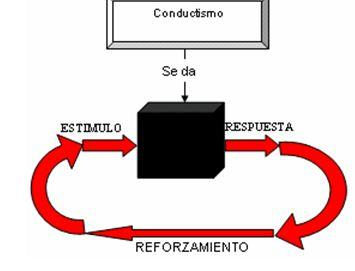 Conductismo
Se da
ESTIMULO
RESPUESTA
REFORZAMIENTO